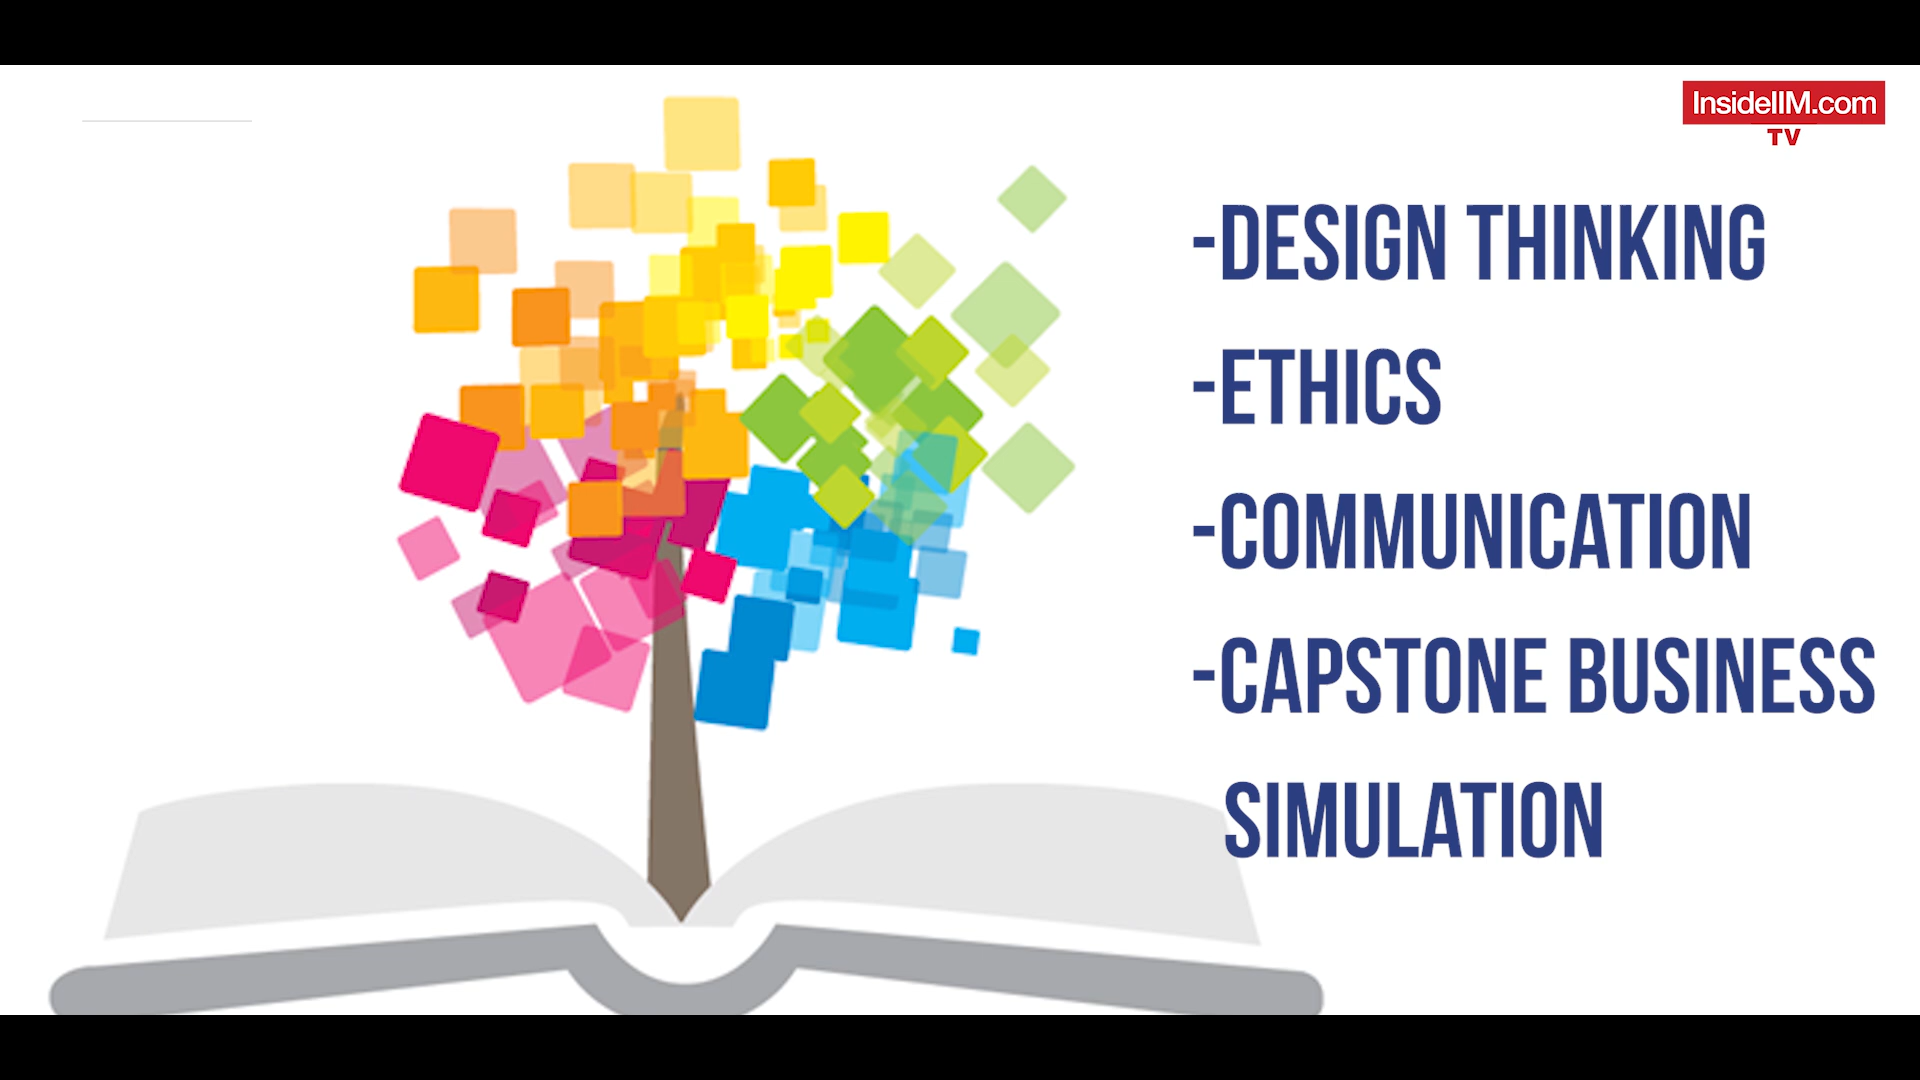 InsideIIM.com
TV
-DESIGN THINKING
-ETHICS
-COMMUNICATION
-CAPSTONE BUSINESS
SIMULATION